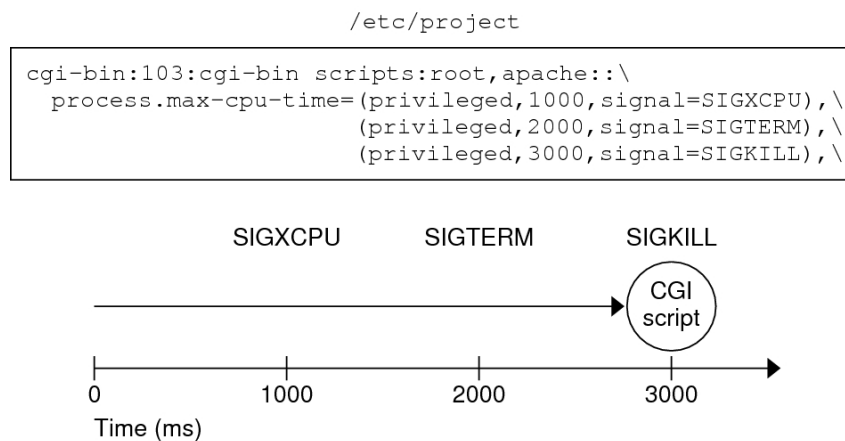 /etc/project
cgi-bin:103:cgi-bin scripts:root,apache::\
process.max-cpu-time=(privileged,1000,signal=SIGXCPU),\
(privileged,2000,signal=SIGTERM),\
(privileged,3000,signal=SIGKILL),\
SIGXCPU SIGTERM SIGKILL
CGI
script
0 1000 2000 3000
Time (ms)